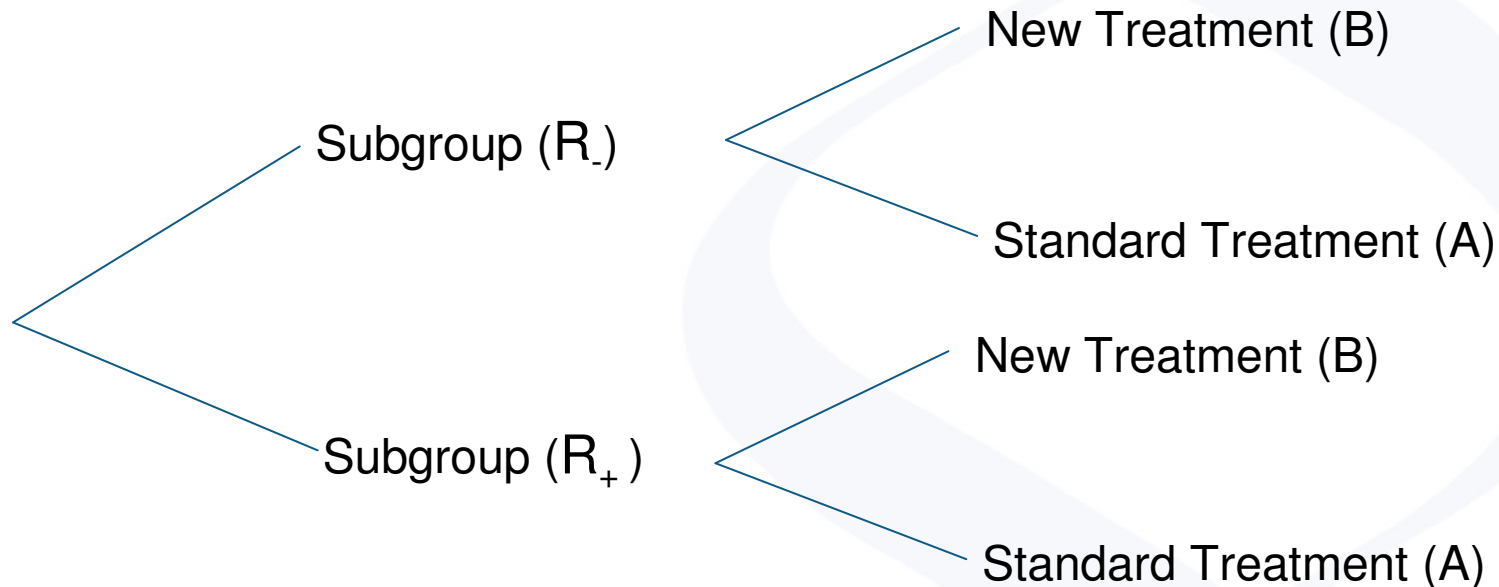 New Treatment (B)
Subgroup (R₋)
Standard Treatment (A)
New Treatment (B)
Subgroup (R₊ )
Standard Treatment (A)